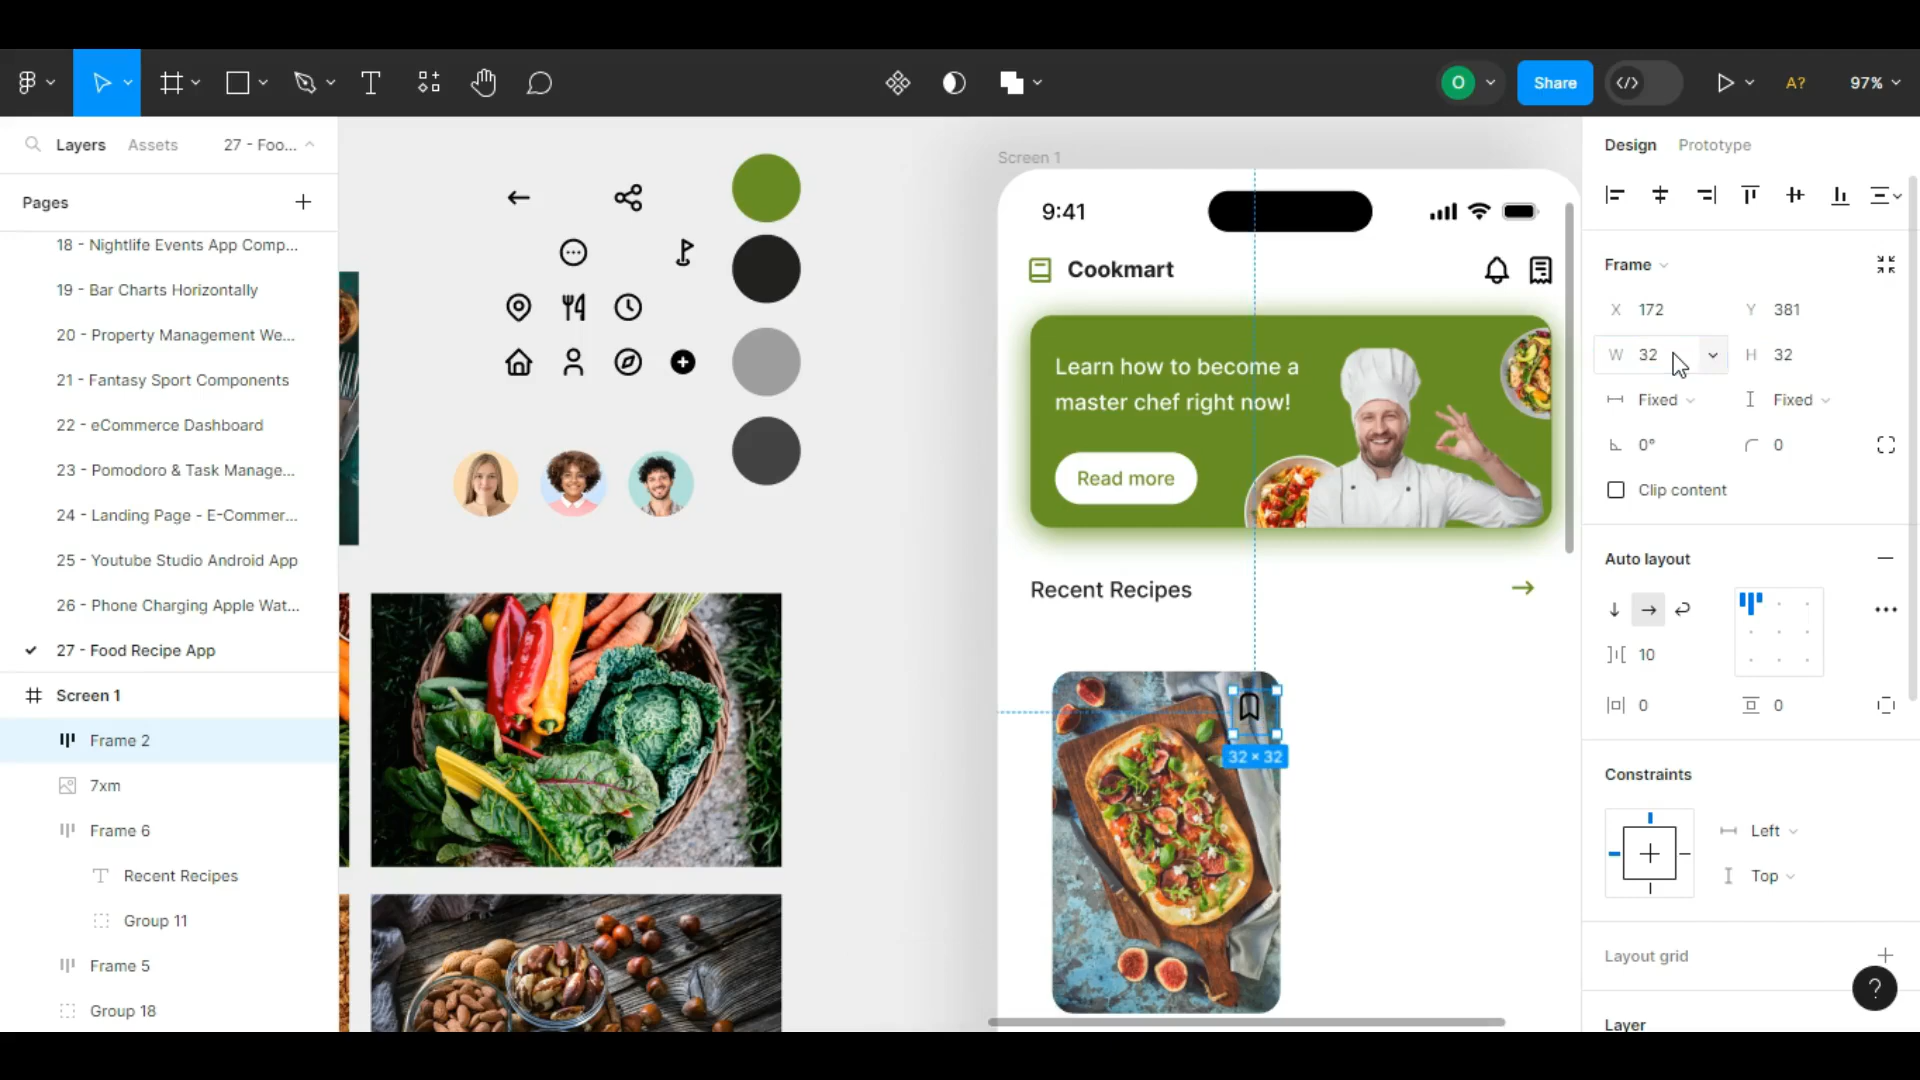 O
Share
A?
97%
Layers
Assets
27 - Foo...
Pages
18 - Nightlife Events App Comp...
19 - Bar Charts Horizontally
20 - Property Management We...
21 - Fantasy Sport Components
22 - eCommerce Dashboard
23 - Pomodoro & Task Manage...
24 - Landing Page - E-Commer...
25 - Youtube Studio Android App
26 - Phone Charging Apple Wat...
27 - Food Recipe App
Screen 1
Frame 2
7xm
Frame 6
Recent Recipes
Group 11
Frame 5
Group 18
Screen 1
9:41
Cookmart
Learn how to become a
master chef right now!
Read more
Recent Recipes
32 × 32
Design
Prototype
Frame
X 172
Y 381
W 32
H 32
Fixed
Fixed
0°
0
Clip content
Auto layout
10
0
0
Constraints
Left
Top
Layout grid
?
Layer